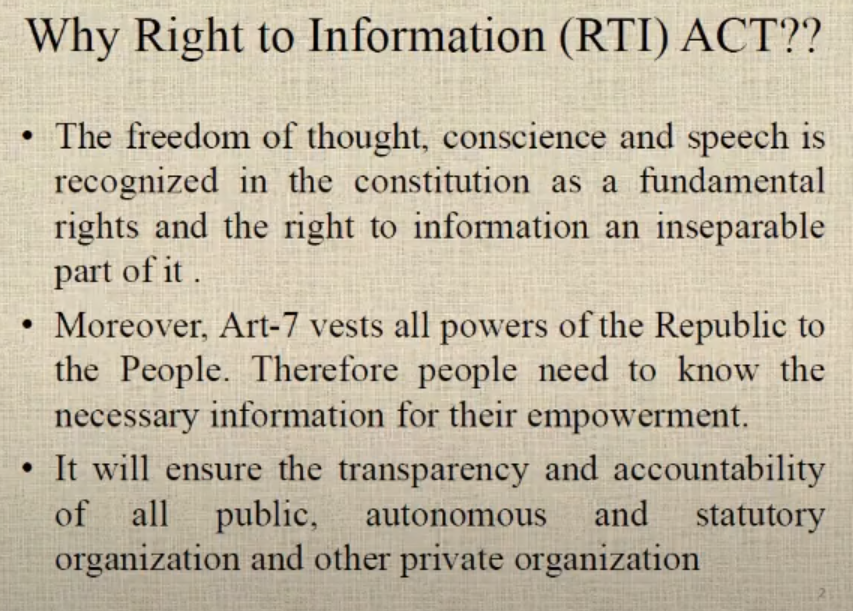 Why Right to Information (RTI) ACT??
• The freedom of thought, conscience and speech is
recognized in the constitution as a fundamental
rights and the right to information an inseparable
part of it .
• Moreover, Art-7 vests all powers of the Republic to
the People. Therefore people need to know the
necessary information for their empowerment.
• It will ensure the transparency and accountability
of all public, autonomous and statutory
organization and other private organization
2